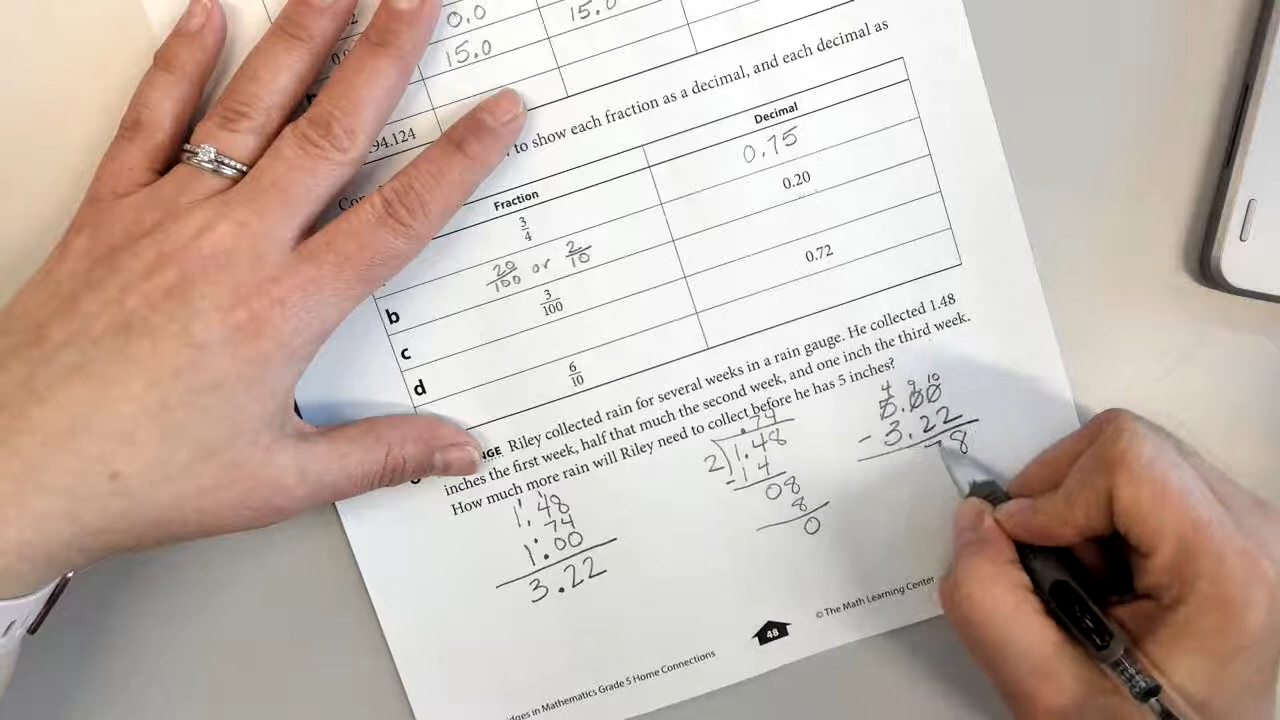 0.0 15.0
15.0
94.124
to show each fraction as a decimal, and each decimal as
Fraction Decimal
3/4 0.75
20/100 or 2/10 0.20
b 3/100
c 0.72
d 6/10
NGE Riley collected rain for several weeks in a rain gauge. He collected 1.48
inches the first week, half that much the second week, and one inch the third week.
How much more rain will Riley need to collect before he has 5 inches?
1.48
.74
1.00
3.22
.74
2)1.48
-1 4
08
8
0
4 9 10
5.00
- 3.22
78
48
© The Math Learning Center
Mathematics Grade 5 Home Connections